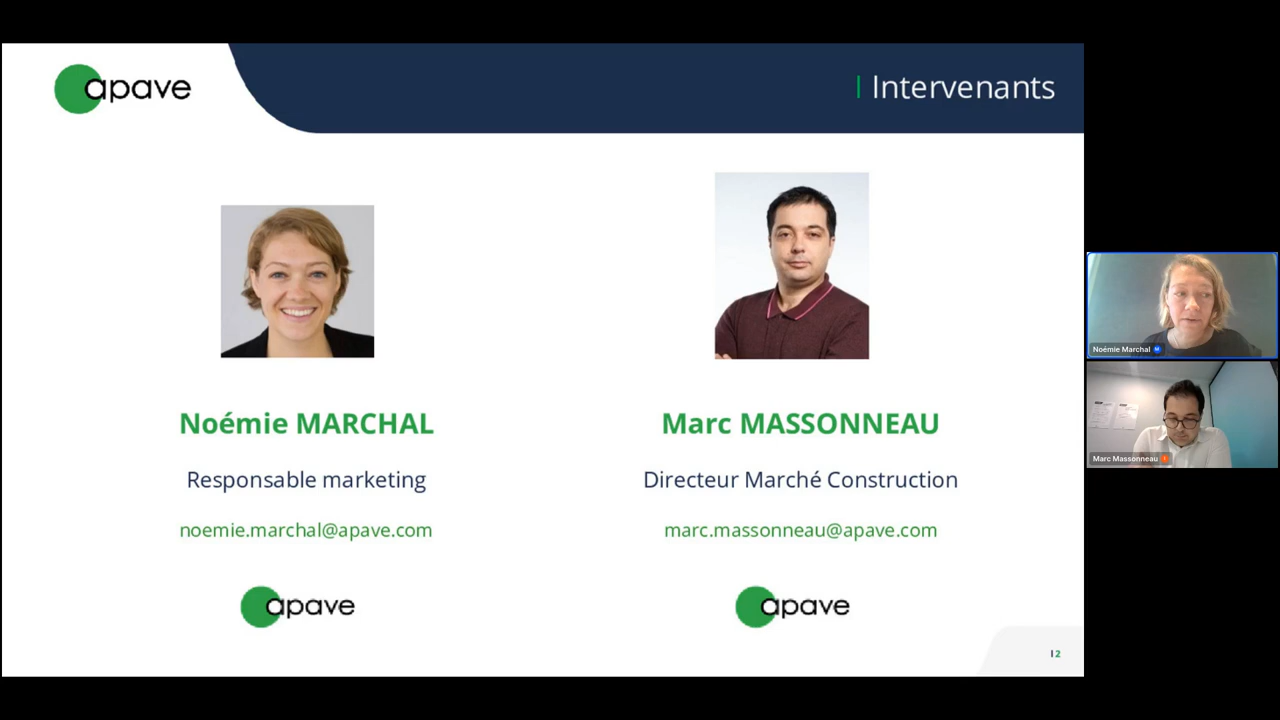 apave
Intervenants
Noémie MARCHAL
Responsable marketing
noemie.marchal@apave.com
apave
Marc MASSONNEAU
Directeur Marché Construction
marc.massonneau@apave.com
apave
2
Noémie Marchal
Marc Massonneau